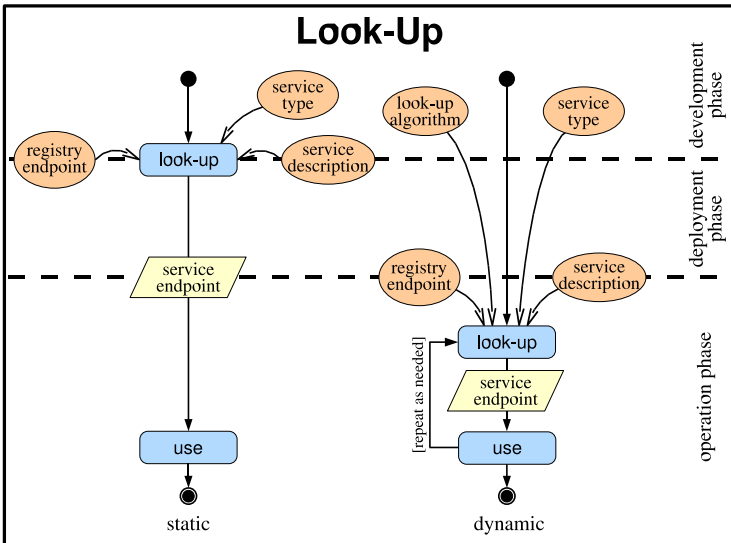 Look-Up
development
phase
service
type
look-up
algorithm
service
type
registry
endpoint
look-up
service
description
deployment
phase
service
endpoint
registry
endpoint
service
description
operation phase
look-up
[repeat as needed]
service
endpoint
use
use
static
dynamic